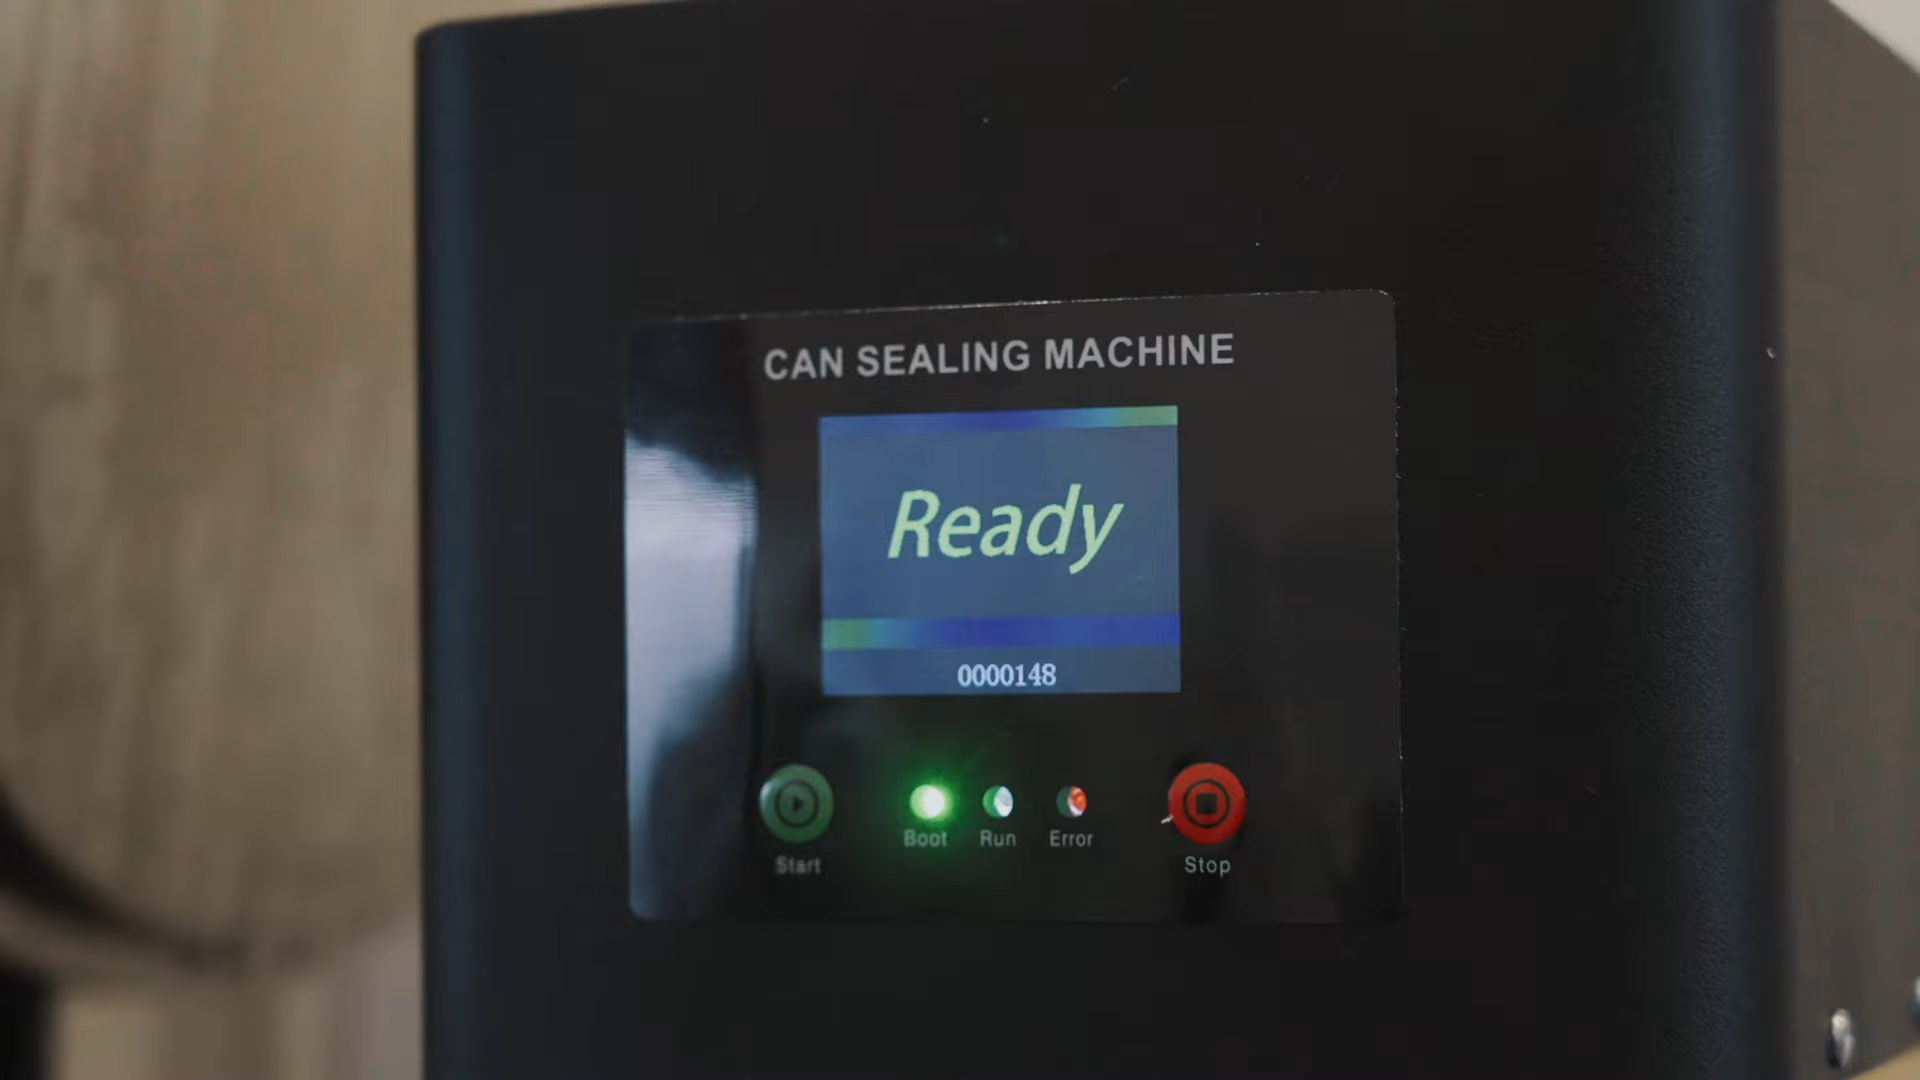 CAN SEALING MACHINE
Ready
0000148
Boot Run Error
Start Stop